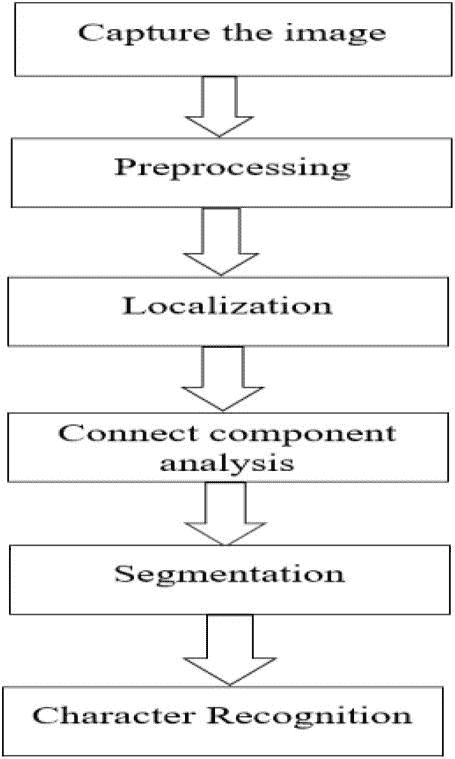 Capture the image
Preprocessing
Localization
Connect component
analysis
Segmentation
Character Recognition